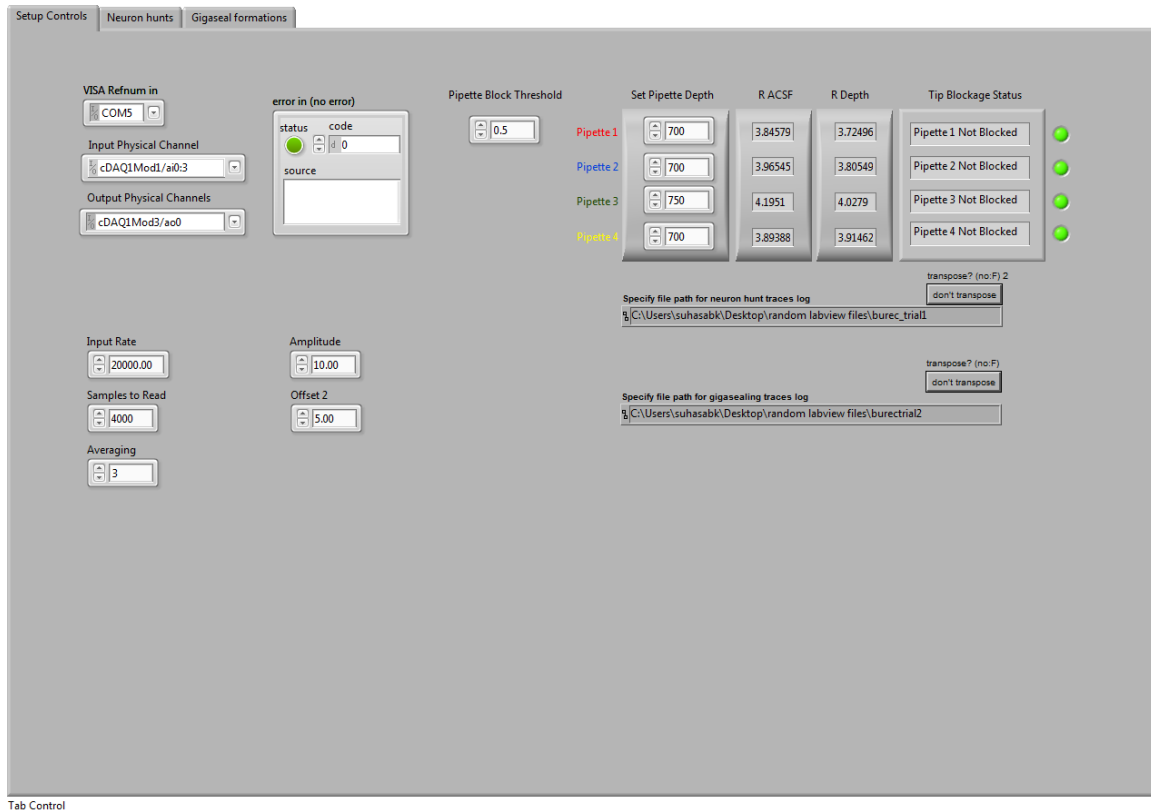 Setup Controls
Neuron hunts
Gigaseal formations
VISA Refnum in
COM5
Input Physical Channel
cDAQ1Mod1/ai0:3
Output Physical Channels
cDAQ1Mod3/ao0
error in (no error)
status
code
d 0
source
Pipette Block Threshold
0.5
Set Pipette Depth
R ACSF
R Depth
Tip Blockage Status
Pipette 1
700
3.84579
3.72496
Pipette 1 Not Blocked
Pipette 2
700
3.96545
3.80549
Pipette 2 Not Blocked
Pipette 3
750
4.1951
4.0279
Pipette 3 Not Blocked
Pipette 4
700
3.89388
3.91462
Pipette 4 Not Blocked
transpose? (no:F) 2
don't transpose
Specify file path for neuron hunt traces log
C:\Users\suhasabk\Desktop\random labview files\burec_trial1
transpose? (no:F)
don't transpose
Specify file path for gigasealing traces log
C:\Users\suhasabk\Desktop\random labview files\burectrial2
Input Rate
20000.00
Samples to Read
4000
Averaging
3
Amplitude
10.00
Offset 2
5.00
Tab Control